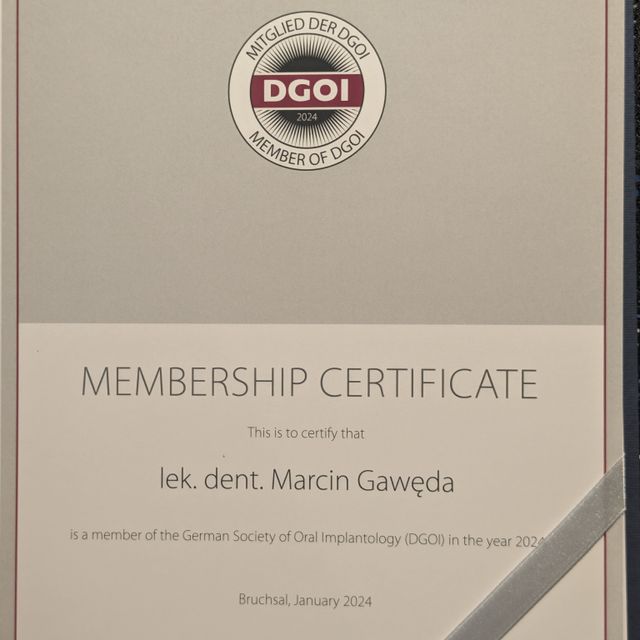 MITGLIED DER DGOI
DGOI
2024
MEMBER OF DGOI
MEMBERSHIP CERTIFICATE
This is to certify that
lek. dent. Marcin Gawęda
is a member of the German Society of Oral Implantology (DGOI) in the year 2024
Bruchsal, January 2024